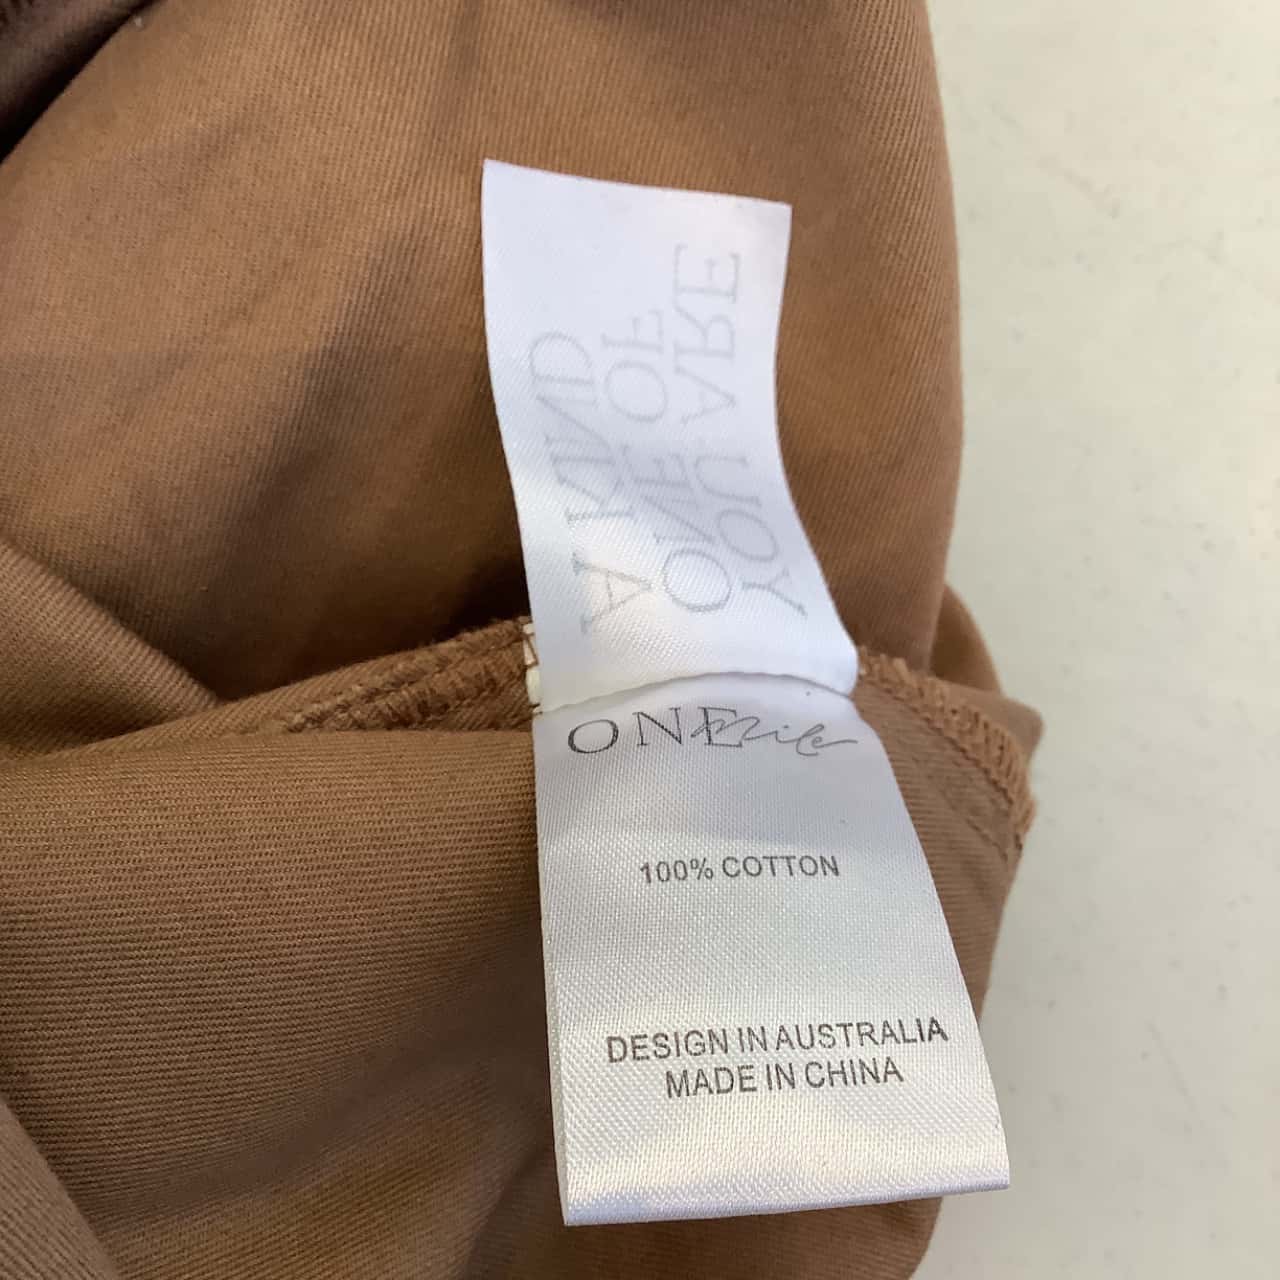 YOU ARE
ONE OF
A KIND
ONE mile
100% COTTON
DESIGN IN AUSTRALIA
MADE IN CHINA